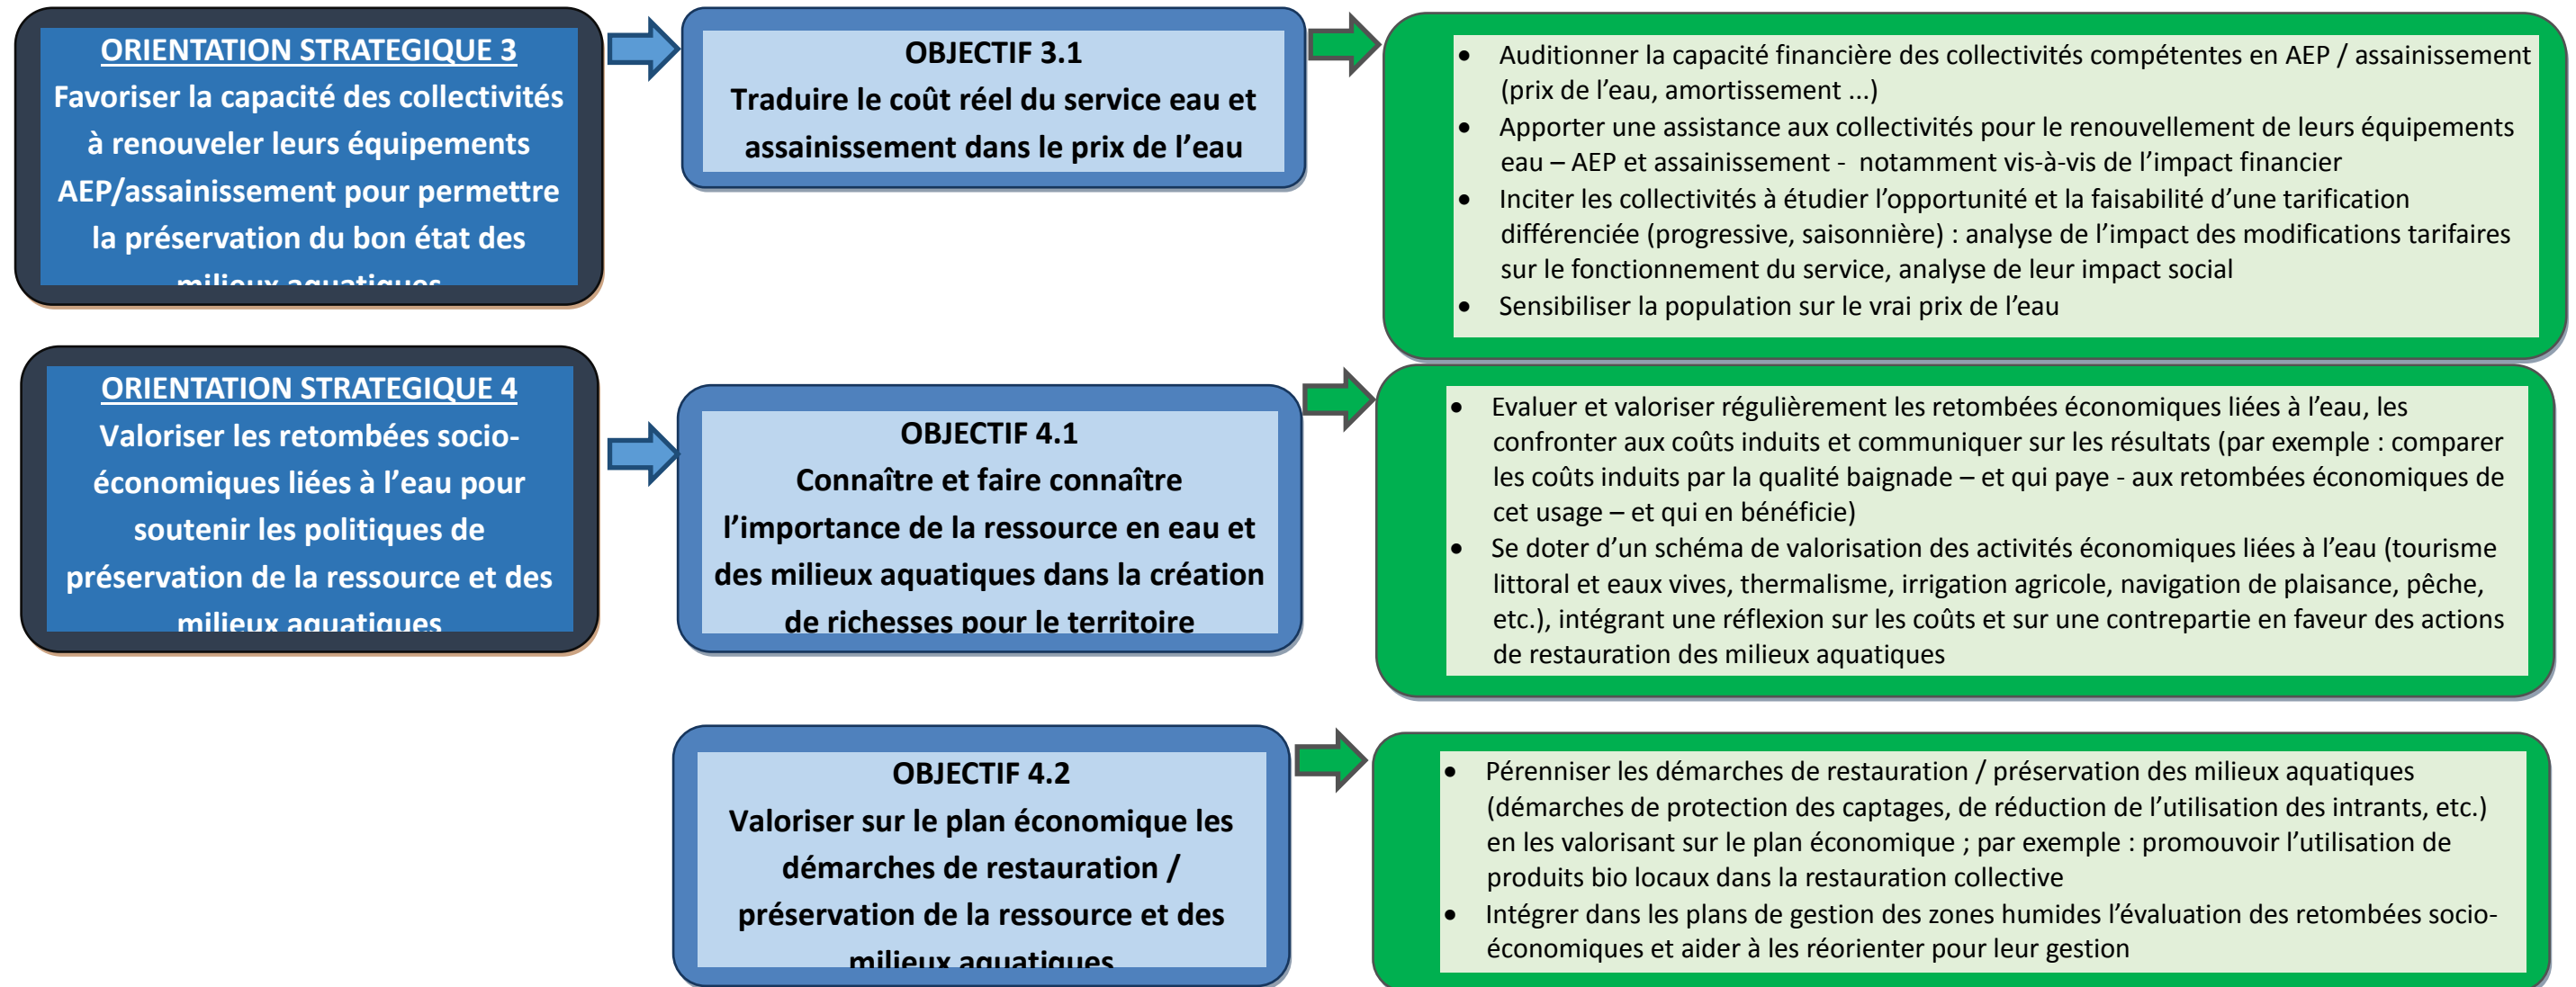 ORIENTATION STRATEGIQUE 3
Favoriser la capacité des collectivités
à renouveler leurs équipements
AEP/assainissement pour permettre
la préservation du bon état des
milieux aquatiques
OBJECTIF 3.1
Traduire le coût réel du service eau et
assainissement dans le prix de l’eau
• Auditionner la capacité financière des collectivités compétentes en AEP / assainissement
(prix de l’eau, amortissement ...)
• Apporter une assistance aux collectivités pour le renouvellement de leurs équipements
eau – AEP et assainissement - notamment vis-à-vis de l’impact financier
• Inciter les collectivités à étudier l’opportunité et la faisabilité d’une tarification
différenciée (progressive, saisonnière) : analyse de l’impact des modifications tarifaires
sur le fonctionnement du service, analyse de leur impact social
• Sensibiliser la population sur le vrai prix de l’eau
ORIENTATION STRATEGIQUE 4
Valoriser les retombées socio-
économiques liées à l’eau pour
soutenir les politiques de
préservation de la ressource et des
milieux aquatiques
OBJECTIF 4.1
Connaître et faire connaître
l’importance de la ressource en eau et
des milieux aquatiques dans la création
de richesses pour le territoire
• Evaluer et valoriser régulièrement les retombées économiques liées à l’eau, les
confronter aux coûts induits et communiquer sur les résultats (par exemple : comparer
les coûts induits par la qualité baignade – et qui paye - aux retombées économiques de
cet usage – et qui en bénéficie)
• Se doter d’un schéma de valorisation des activités économiques liées à l’eau (tourisme
littoral et eaux vives, thermalisme, irrigation agricole, navigation de plaisance, pêche,
etc.), intégrant une réflexion sur les coûts et sur une contrepartie en faveur des actions
de restauration des milieux aquatiques
OBJECTIF 4.2
Valoriser sur le plan économique les
démarches de restauration /
préservation de la ressource et des
milieux aquatiques
• Pérenniser les démarches de restauration / préservation des milieux aquatiques
(démarches de protection des captages, de réduction de l’utilisation des intrants, etc.)
en les valorisant sur le plan économique ; par exemple : promouvoir l’utilisation de
produits bio locaux dans la restauration collective
• Intégrer dans les plans de gestion des zones humides l’évaluation des retombées socio-
économiques et aider à les réorienter pour leur gestion